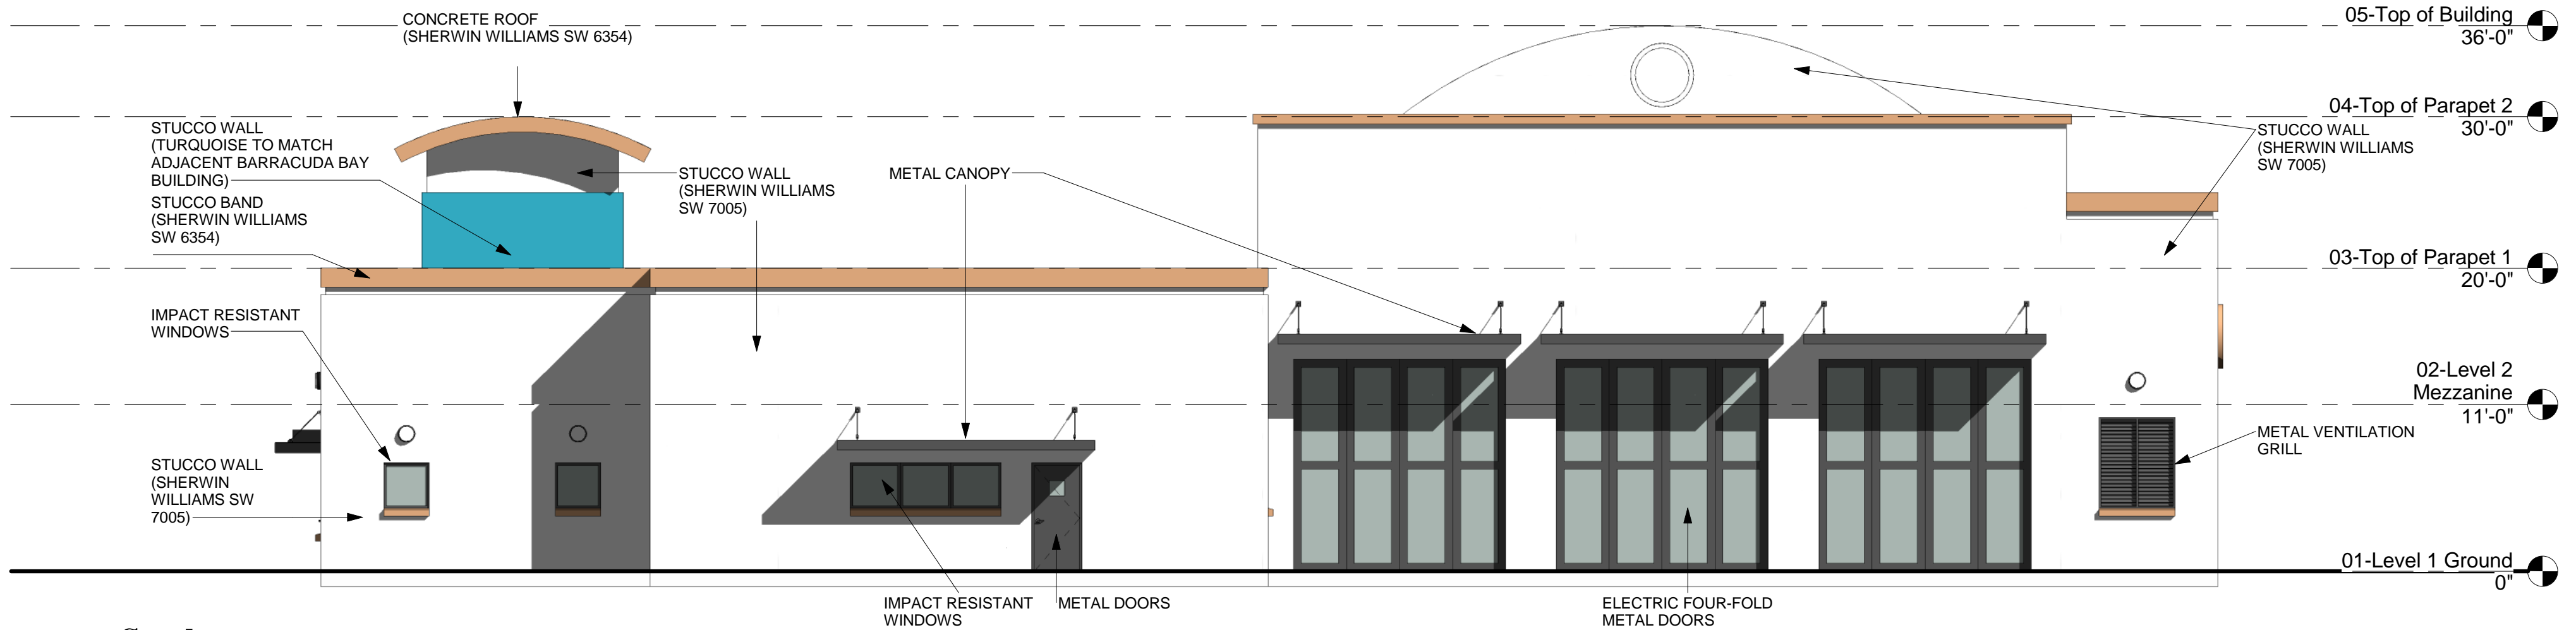 CONCRETE ROOF
(SHERWIN WILLIAMS SW 6354)
05-Top of Building
36'-0"
04-Top of Parapet 2
30'-0"
STUCCO WALL
(TURQUOISE TO MATCH
ADJACENT BARRACUDA BAY
BUILDING)
STUCCO BAND
(SHERWIN WILLIAMS
SW 6354)
STUCCO WALL
(SHERWIN WILLIAMS
SW 7005)
METAL CANOPY
STUCCO WALL
(SHERWIN WILLIAMS
SW 7005)
03-Top of Parapet 1
20'-0"
IMPACT RESISTANT
WINDOWS
02-Level 2
Mezzanine
11'-0"
STUCCO WALL
(SHERWIN
WILLIAMS SW
7005)
METAL VENTILATION
GRILL
01-Level 1 Ground
0"
IMPACT RESISTANT
WINDOWS
METAL DOORS
ELECTRIC FOUR-FOLD
METAL DOORS